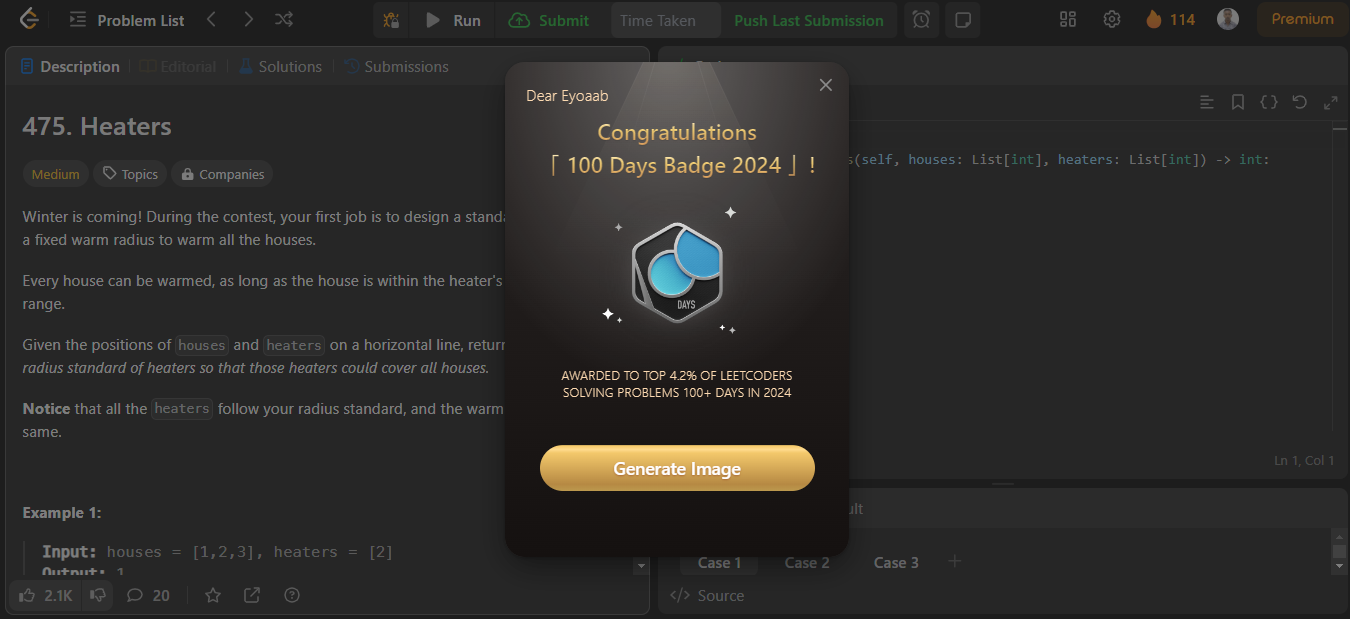 Problem List
Run
Submit
Time Taken
Push Last Submission
114
Premium
Description
Editorial
Solutions
Submissions
475. Heaters
Medium
Topics
Companies
Winter is coming! During the contest, your first job is to design a standa
a fixed warm radius to warm all the houses.
Every house can be warmed, as long as the house is within the heater's
range.
Given the positions of houses and heaters on a horizontal line, return
radius standard of heaters so that those heaters could cover all houses.
Notice that all the heaters follow your radius standard, and the warm
same.
Example 1:
Input: houses = [1,2,3], heaters = [2]
Output: 1
2.1K
20
Dear Eyoaab
Congratulations
「 100 Days Badge 2024 」!
DAYS
AWARDED TO TOP 4.2% OF LEETCODERS
SOLVING PROBLEMS 100+ DAYS IN 2024
Generate Image
s(self, houses: List[int], heaters: List[int]) -> int:
Ln 1, Col 1
ult
Case 1
Case 2
Case 3
</> Source